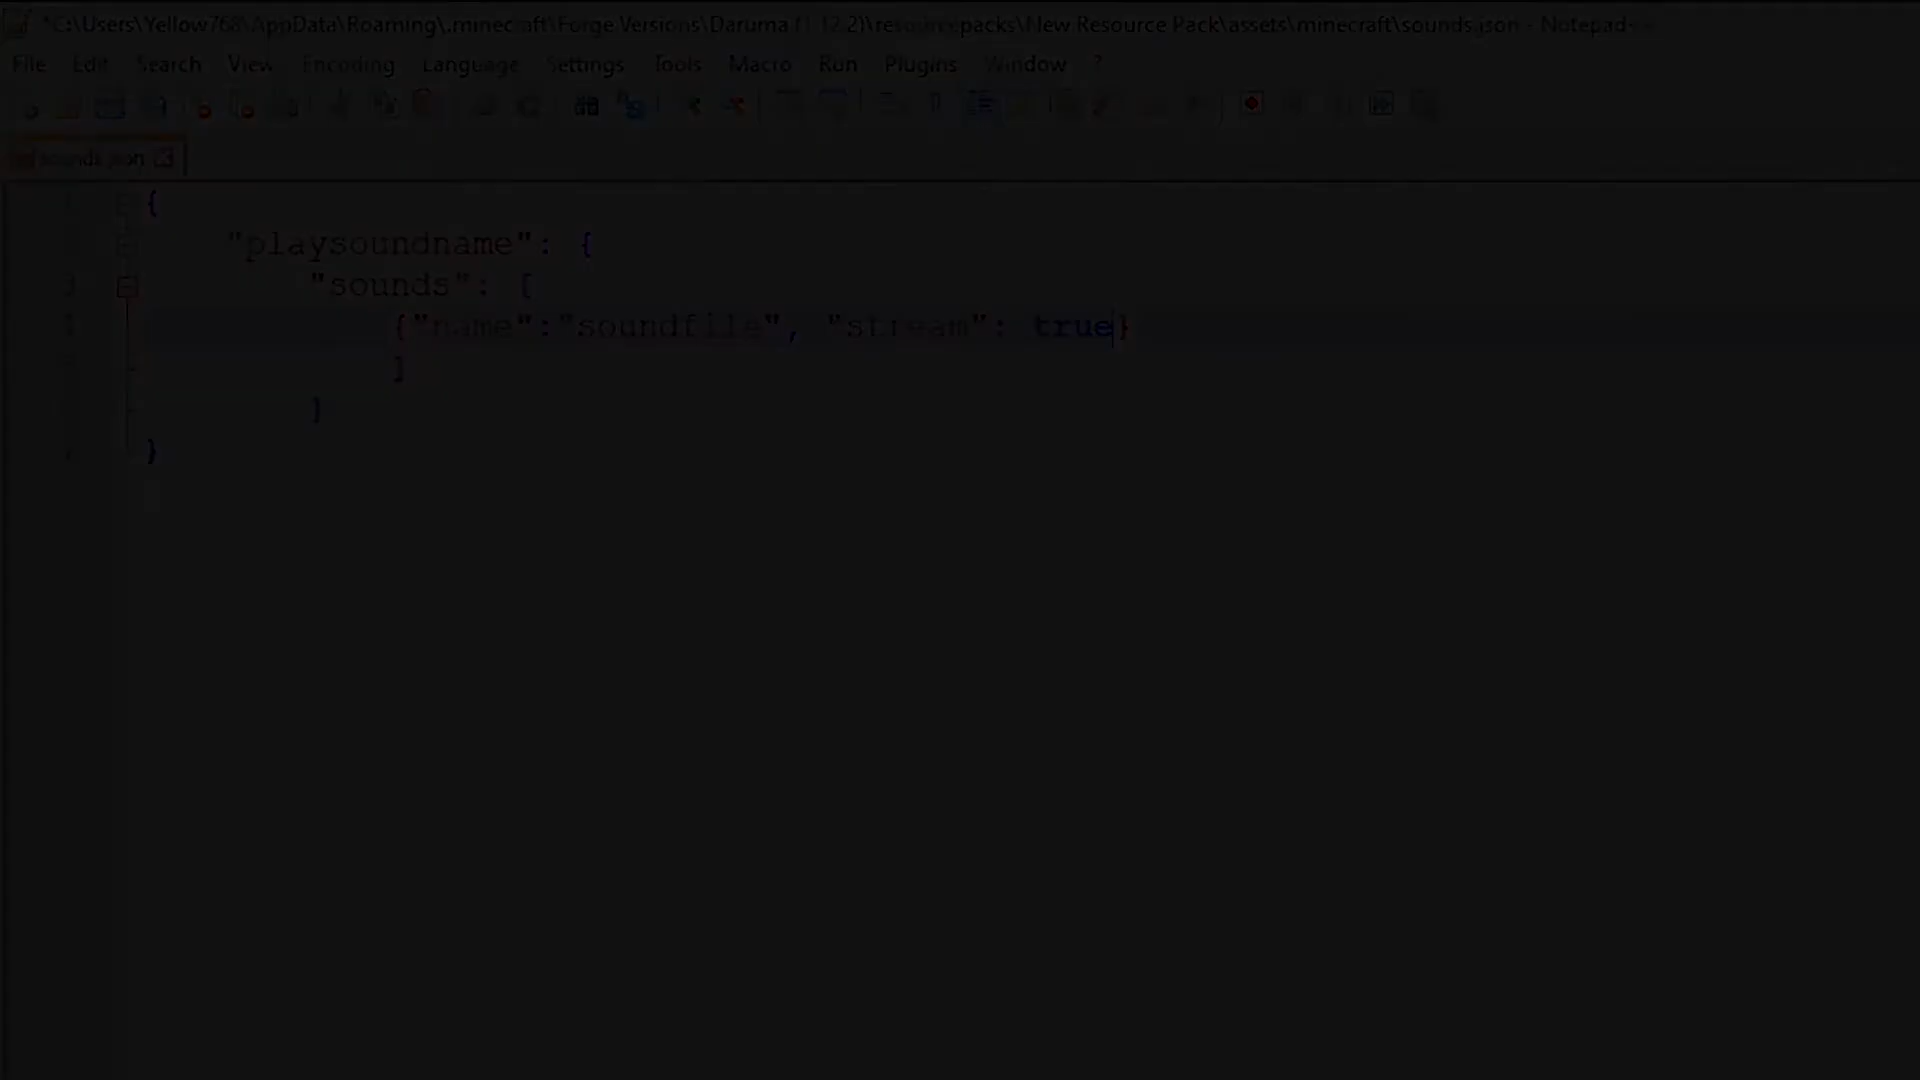 *C:\Users\Yellow768\AppData\Roaming\.minecraft\Forge Versions\Daruma (1.12.2)\resourcepacks\New Resource Pack\assets\minecraft\sounds.json - Notepad++
File Edit Search View Encoding Language Settings Tools Macro Run Plugins Window ?
sounds.json
{
"playsoundname": {
3 "sounds": [
{"name":"soundfile", "stream": true}
]
}
}